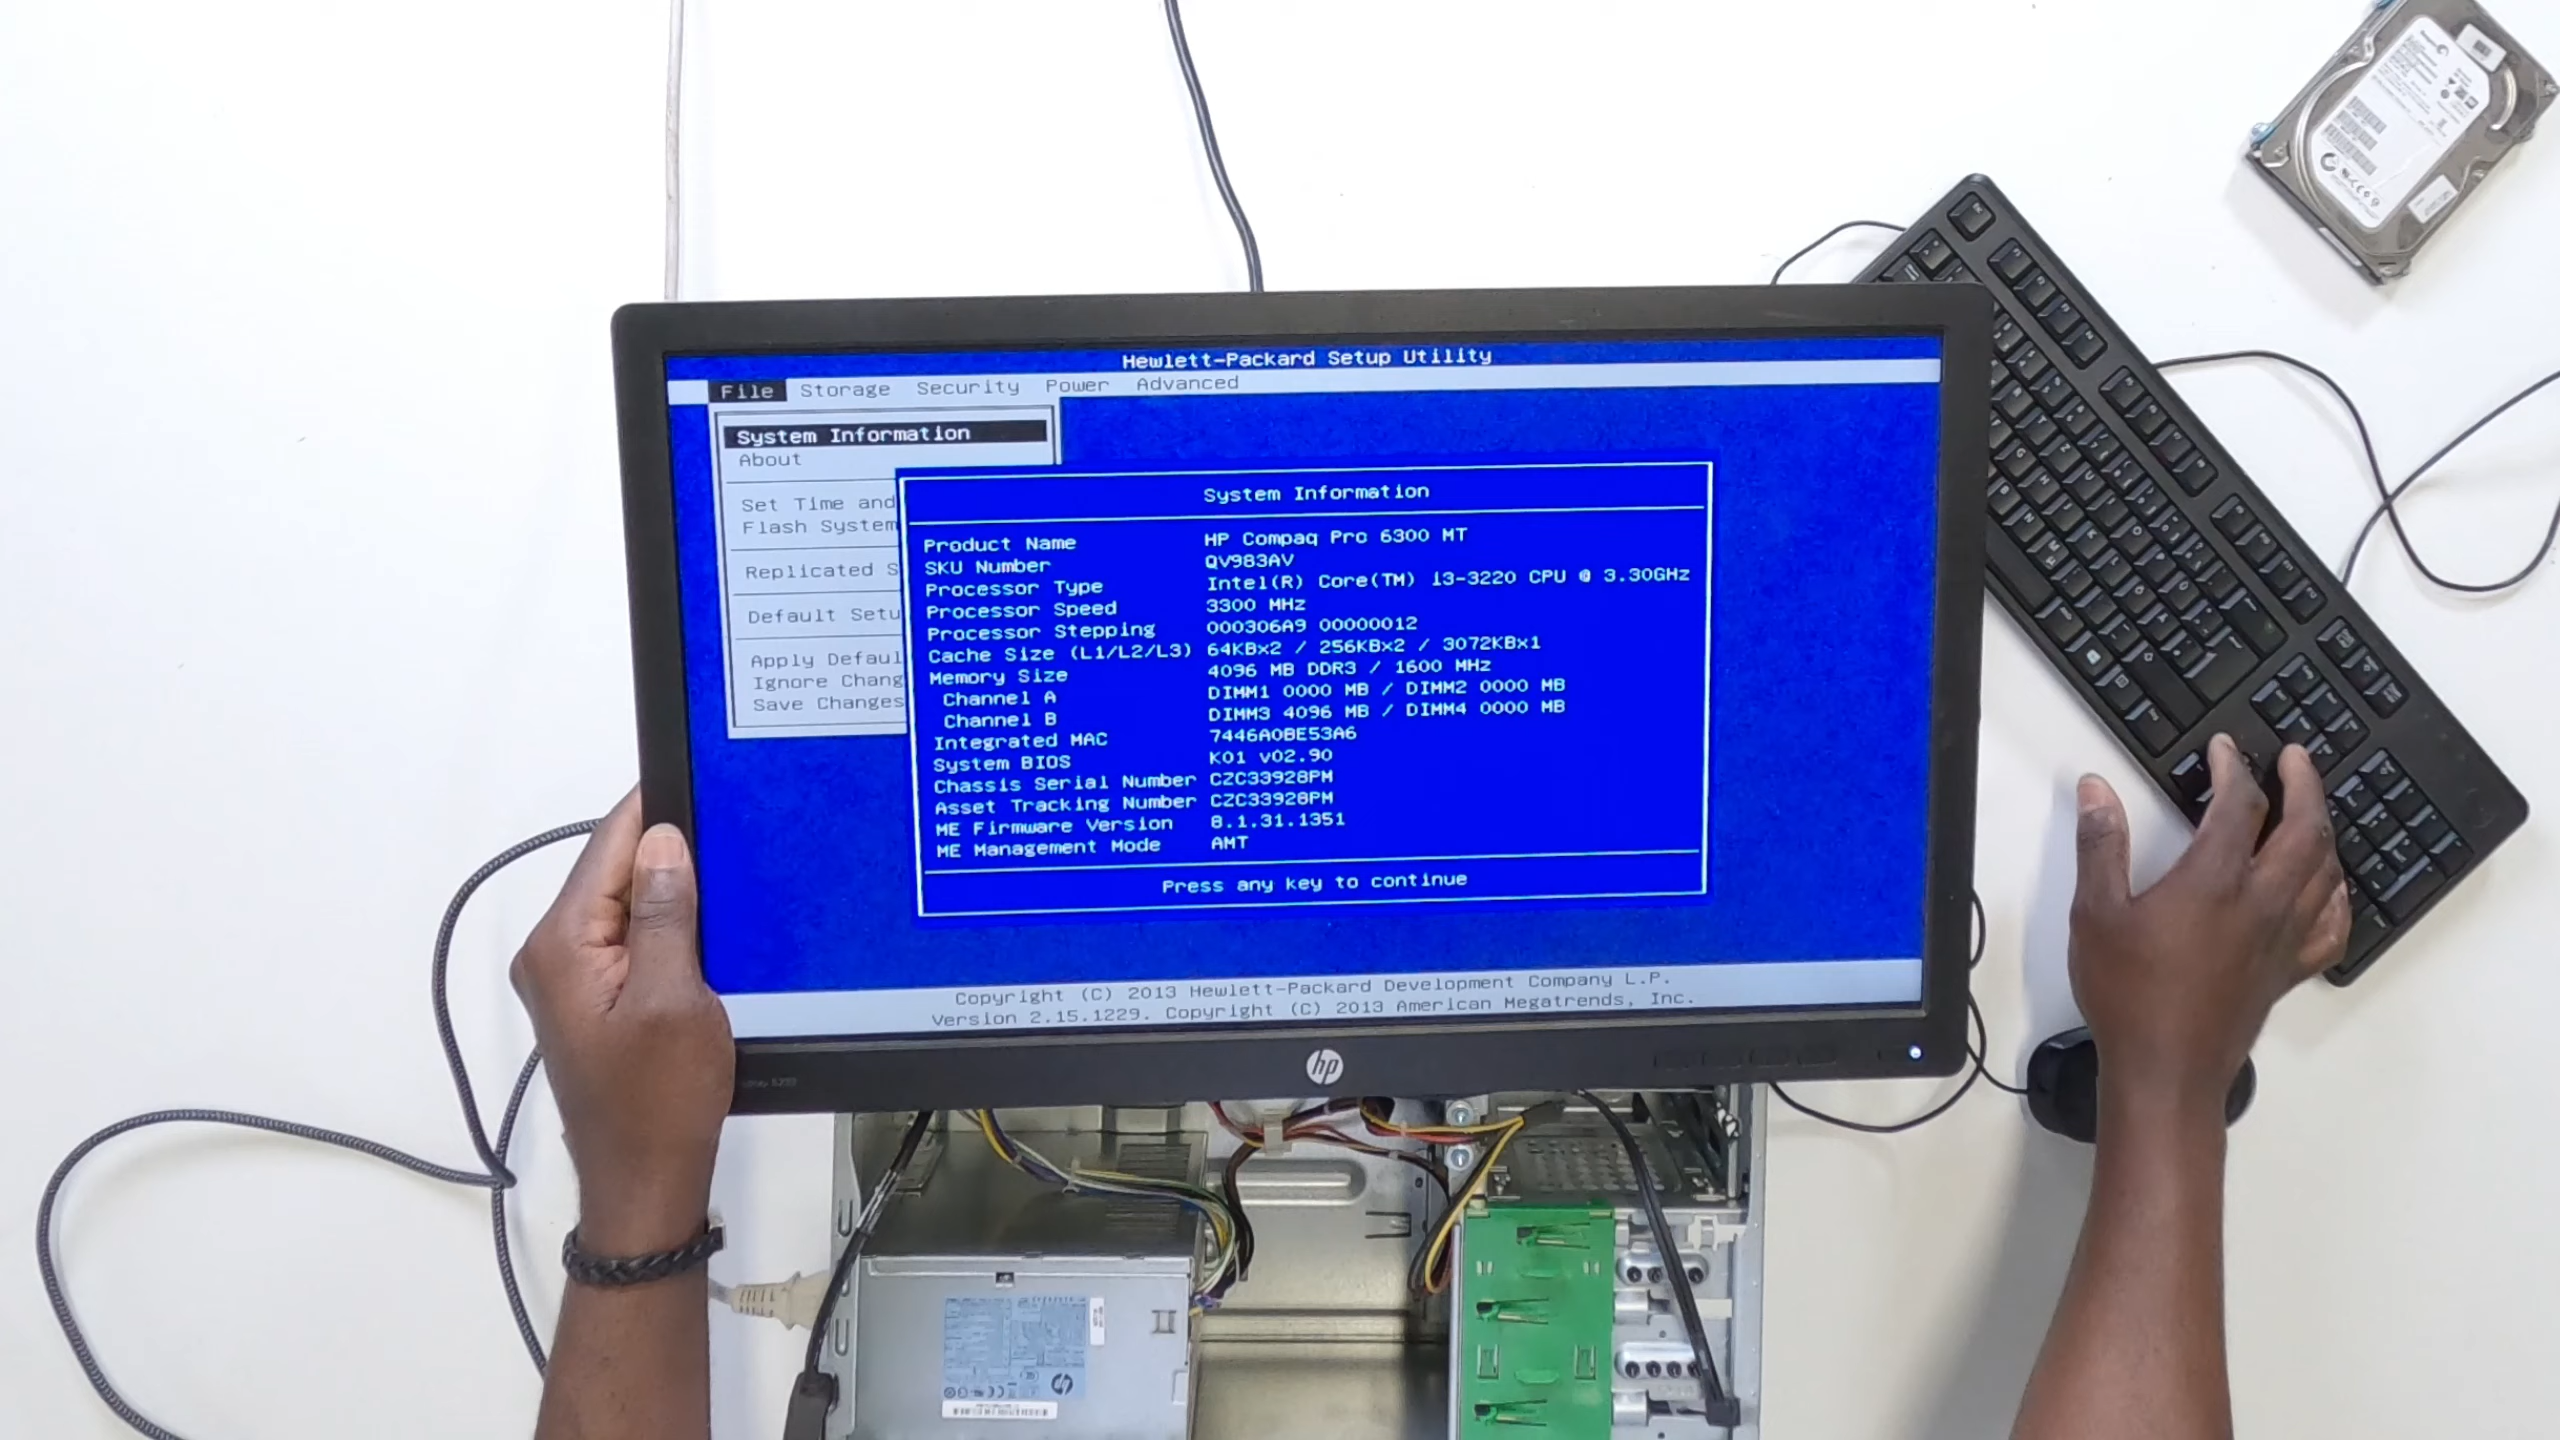 Hewlett-Packard Setup Utility
File Storage Security Power Advanced
System Information
About
Set Time and
Flash System
Replicated S
Default Setu
Apply Defaul
Ignore Chang
Save Changes
System Information
Product Name HP Compaq Pro 6300 MT
SKU Number QV983AV
Processor Type Intel(R) Core(TM) i3-3220 CPU @ 3.30GHz
Processor Speed 3300 MHz
Processor Stepping 000306A9 00000012
Cache Size (L1/L2/L3) 64KBx2 / 256KBx2 / 3072KBx1
Memory Size 4096 MB DDR3 / 1600 MHz
Channel A DIMM1 0000 MB / DIMM2 0000 MB
Channel B DIMM3 4096 MB / DIMM4 0000 MB
Integrated MAC 7446A0BE53A6
System BIOS K01 v02.90
Chassis Serial Number CZC33928PM
Asset Tracking Number CZC33928PM
ME Firmware Version 8.1.31.1351
ME Management Mode AMT
Press any key to continue
Copyright (C) 2013 Hewlett-Packard Development Company L.P.
Version 2.15.1229. Copyright (C) 2013 American Megatrends, Inc.
hp